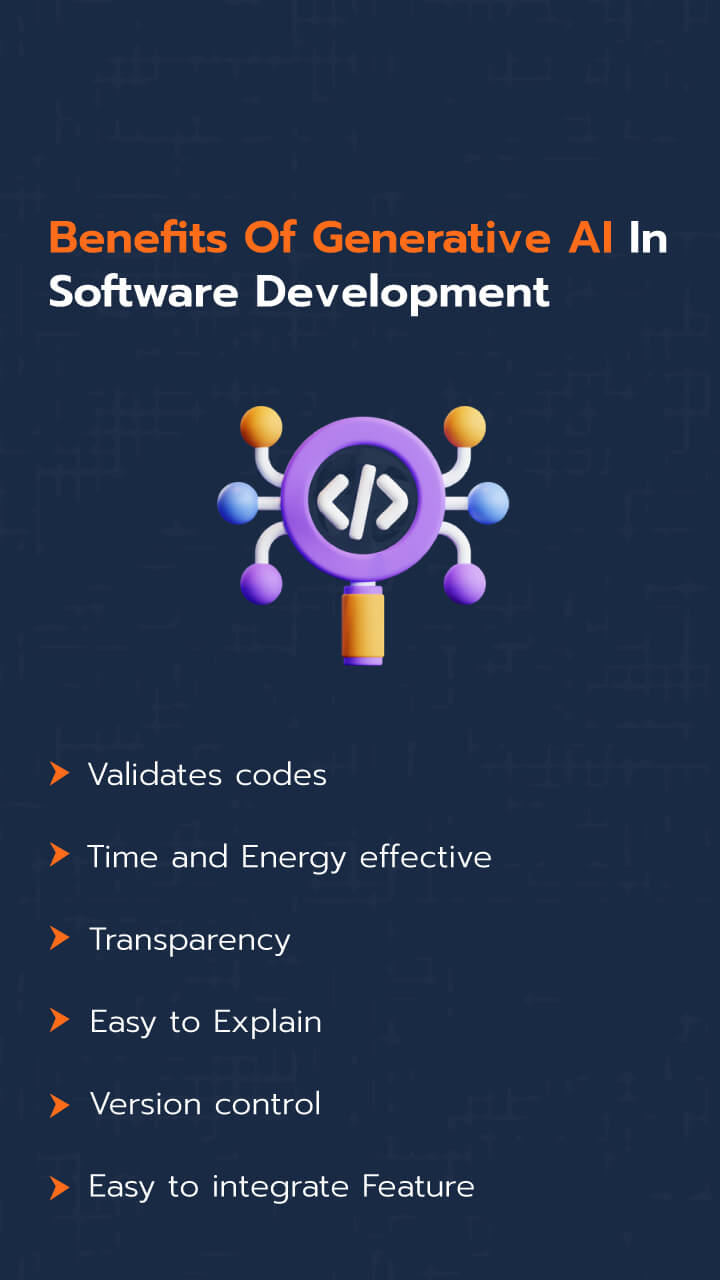 Benefits Of Generative AI In
Software Development
</>
Validates codes
Time and Energy effective
Transparency
Easy to Explain
Version control
Easy to integrate Feature